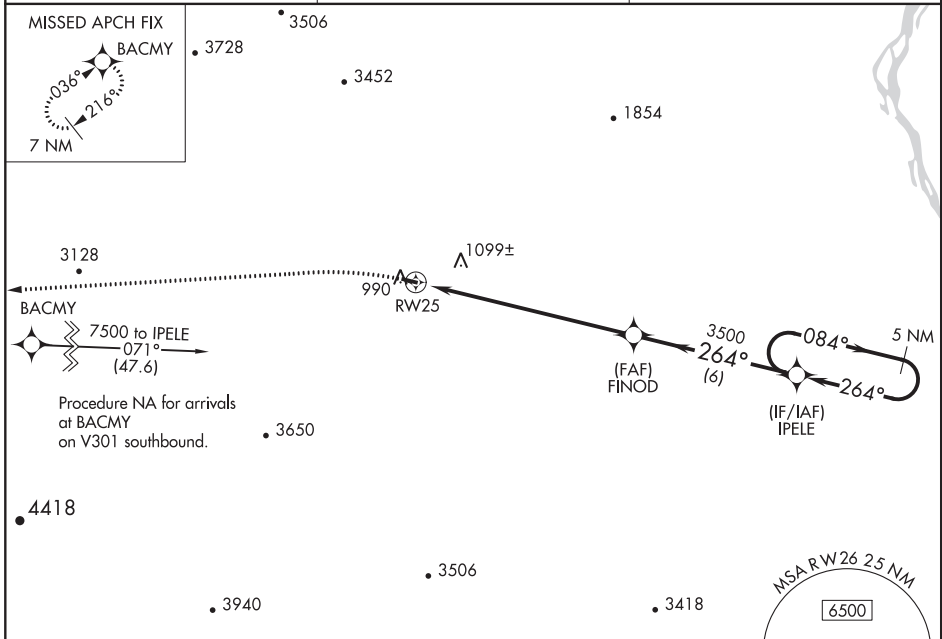 MISSED APCH FIX
BACMY
036°
216°
7 NM
3506
3728
3452
1854
3128
1099±
990
RW25
BACMY
7500 to IPELE
071°
(47.6)
Procedure NA for arrivals
at BACMY
on V301 southbound.
3500
264°
(6)
(FAF)
FINOD
084°
5 NM
264°
(IF/IAF)
IPELE
3650
4418
3506
3940
3418
MSA RW26 25 NM
6500